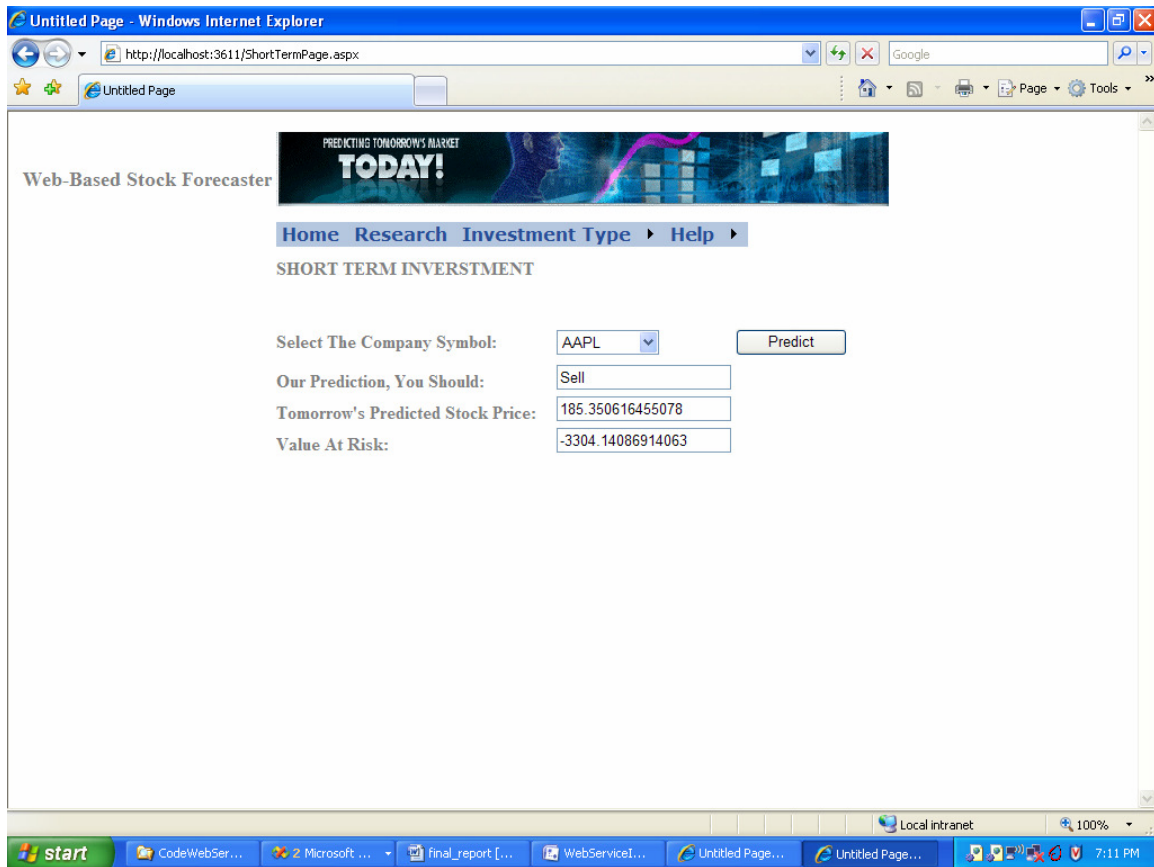 Untitled Page - Windows Internet Explorer
http://localhost:3611/ShortTermPage.aspx
Google
Untitled Page
Page
Tools
»
PREDICTING TOMORROW'S MARKET
TODAY!
Web-Based Stock Forecaster
Home Research Investment Type Help
SHORT TERM INVERSTMENT
Select The Company Symbol: AAPL Predict
Our Prediction, You Should: Sell
Tomorrow's Predicted Stock Price: 185.350616455078
Value At Risk: -3304.14086914063
Local intranet 100%
start CodeWebSer... 2 Microsoft ... final_report [... WebServiceI... Untitled Page... Untitled Page... 7:11 PM